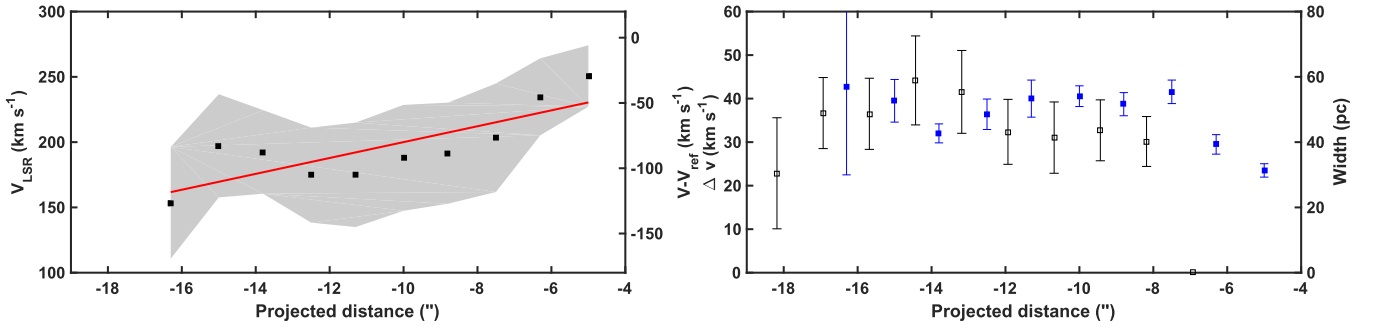 300
250
200
150
100
V_LSR (km s^-1)
-18 -16 -14 -12 -10 -8 -6 -4
Projected distance (")
0
-50
-100
-150
V-V_ref (km s^-1)
60
50
40
30
20
10
0
Δ v (km s^-1)
-18 -16 -14 -12 -10 -8 -6 -4
Projected distance (")
80
60
40
20
0
Width (pc)